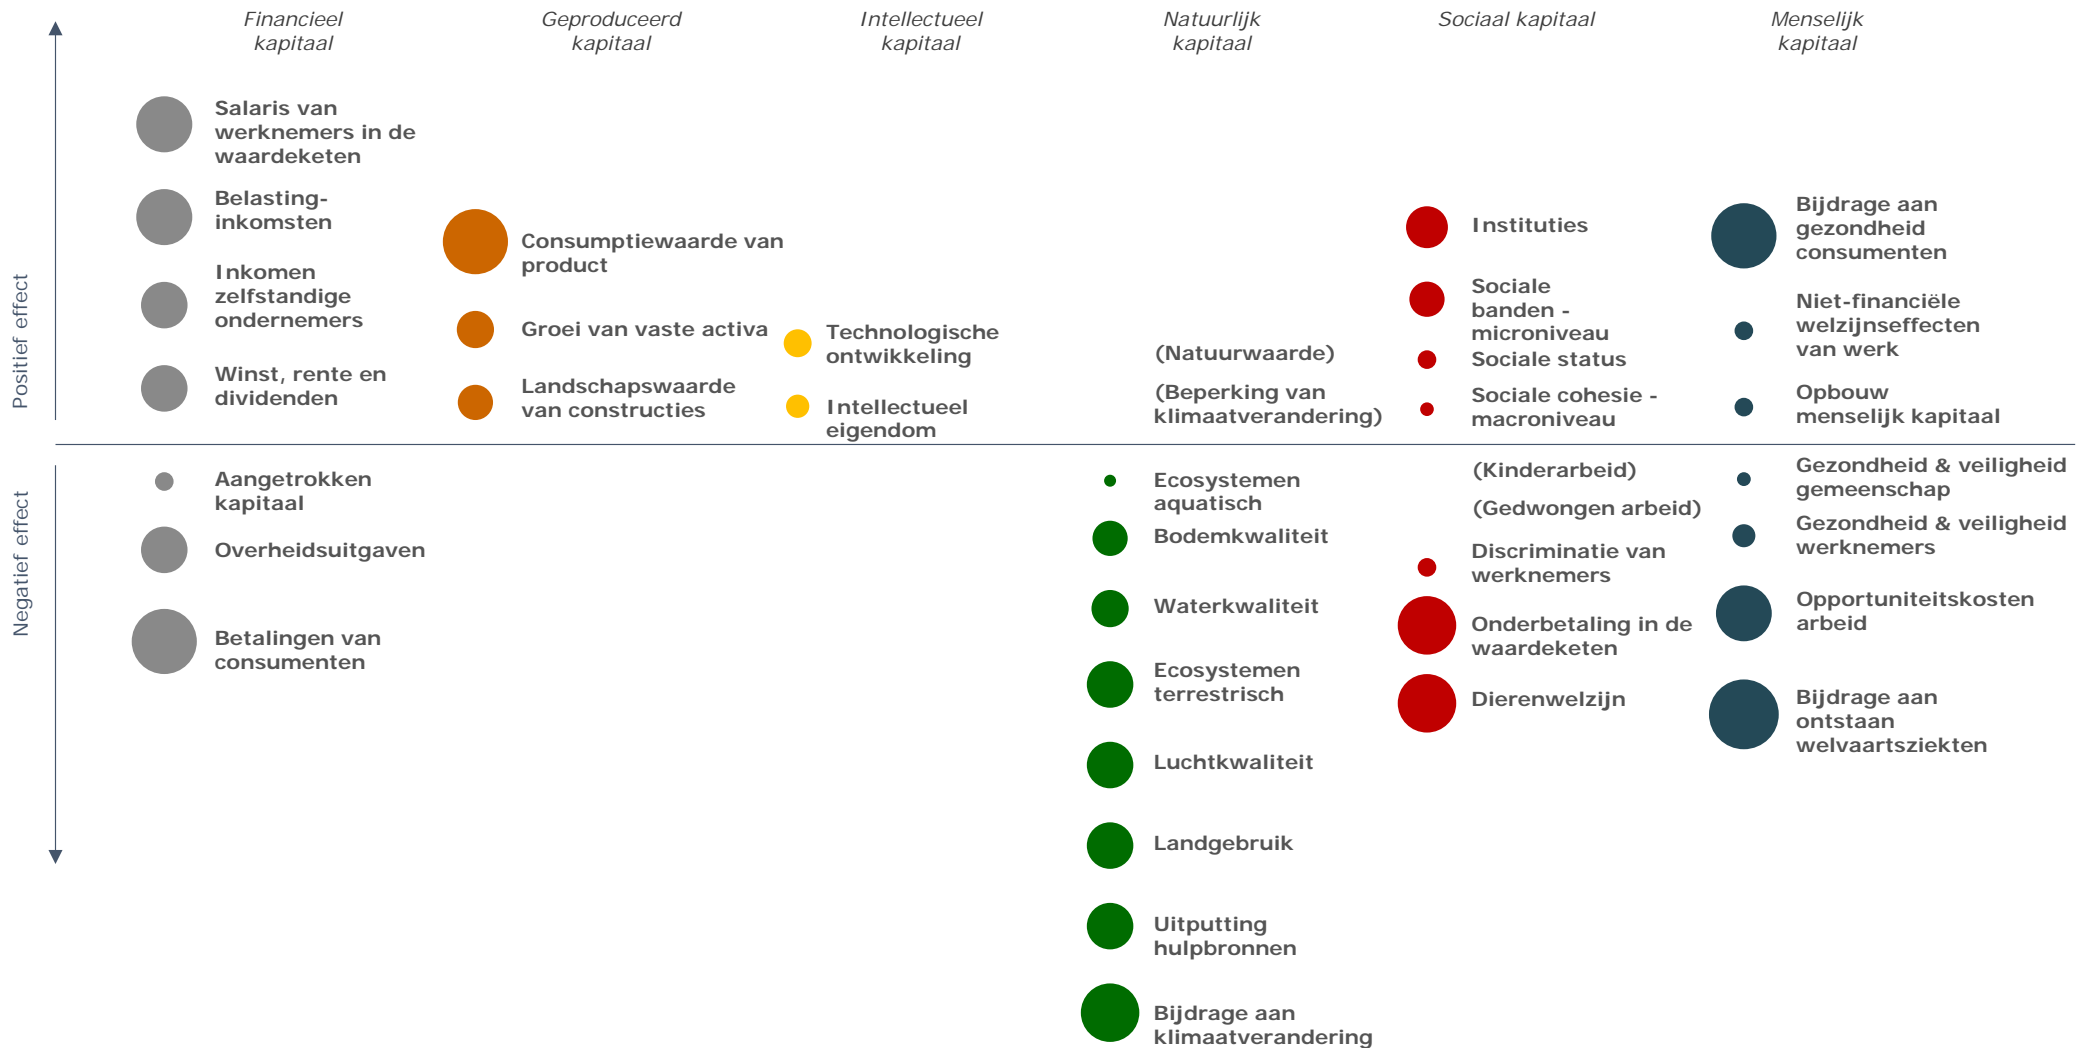 Financieel
kapitaal
Geproduceerd
kapitaal
Intellectueel
kapitaal
Natuurlijk
kapitaal
Sociaal kapitaal
Menselijk
kapitaal
Positief effect
Salaris van
werknemers in de
waardeketen
Belasting-
inkomsten
Inkomen
zelfstandige
ondernemers
Winst, rente en
dividenden
Consumptiewaarde van
product
Groei van vaste activa
Landschapswaarde
van constructies
Technologische
ontwikkeling
Intellectueel
eigendom
(Natuurwaarde)
(Beperking van
klimaatverandering)
Instituties
Sociale
banden -
microniveau
Sociale status
Sociale cohesie -
macroniveau
Bijdrage aan
gezondheid
consumenten
Niet-financiële
welzijnseffecten
van werk
Opbouw
menselijk kapitaal
Negatief effect
Aangetrokken
kapitaal
Overheidsuitgaven
Betalingen van
consumenten
Ecosystemen
aquatisch
Bodemkwaliteit
Waterkwaliteit
Ecosystemen
terrestrisch
Luchtkwaliteit
Landgebruik
Uitputting
hulpbronnen
Bijdrage aan
klimaatverandering
(Kinderarbeid)
(Gedwongen arbeid)
Discriminatie van
werknemers
Onderbetaling in de
waardeketen
Dierenwelzijn
Gezondheid & veiligheid
gemeenschap
Gezondheid & veiligheid
werknemers
Opportuniteitskosten
arbeid
Bijdrage aan
ontstaan
welvaartsziekten